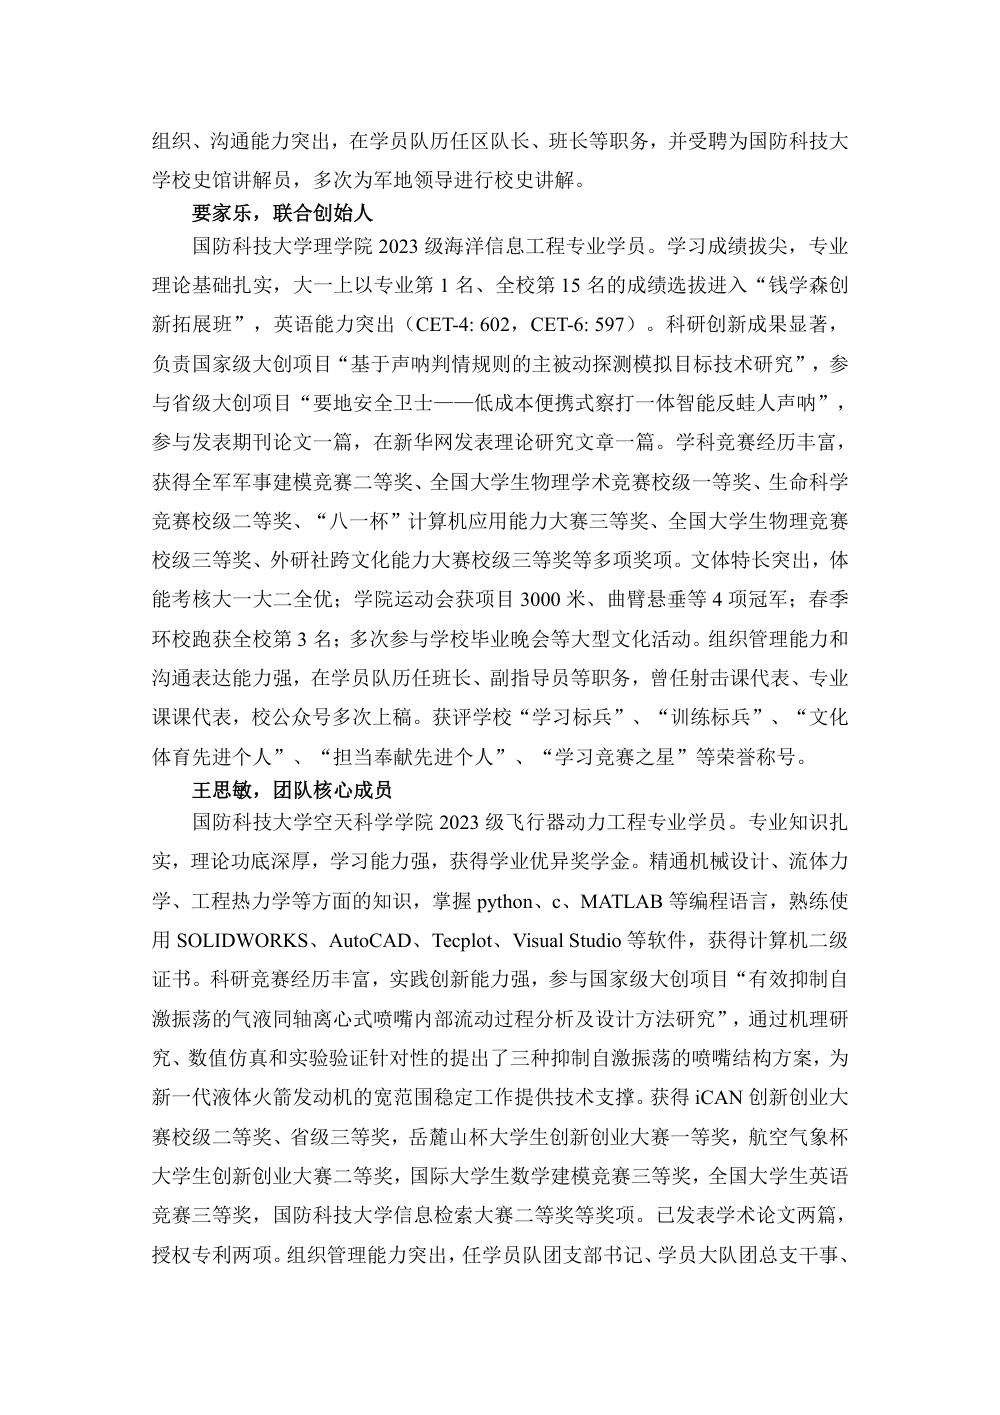 组织、沟通能力突出，在学员队历任区队长、班长等职务，并受聘为国防科技大
学校史馆讲解员，多次为军地领导进行校史讲解。
要家乐，联合创始人
国防科技大学理学院 2023 级海洋信息工程专业学员。学习成绩拔尖，专业
理论基础扎实，大一上以专业第 1 名、全校第 15 名的成绩选拔进入“钱学森创
新拓展班”，英语能力突出（CET-4: 602，CET-6: 597）。科研创新成果显著，
负责国家级大创项目“基于声呐判情规则的主被动探测模拟目标技术研究”，参
与省级大创项目“要地安全卫士——低成本便携式察打一体智能反蛙人声呐”，
参与发表期刊论文一篇，在新华网发表理论研究文章一篇。学科竞赛经历丰富，
获得全军军事建模竞赛二等奖、全国大学生物理学术竞赛校级一等奖、生命科学
竞赛校级二等奖、“八一杯”计算机应用能力大赛三等奖、全国大学生物理竞赛
校级三等奖、外研社跨文化能力大赛校级三等奖等多项奖项。文体特长突出，体
能考核大一大二全优；学院运动会获项目 3000 米、曲臂悬垂等 4 项冠军；春季
环校跑获全校第 3 名；多次参与学校毕业晚会等大型文化活动。组织管理能力和
沟通表达能力强，在学员队历任班长、副指导员等职务，曾任射击课代表、专业
课课代表，校公众号多次上稿。获评学校“学习标兵”、“训练标兵”、“文化
体育先进个人”、“担当奉献先进个人”、“学习竞赛之星”等荣誉称号。
王思敏，团队核心成员
国防科技大学空天科学学院 2023 级飞行器动力工程专业学员。专业知识扎
实，理论功底深厚，学习能力强，获得学业优异奖学金。精通机械设计、流体力
学、工程热力学等方面的知识，掌握 python、c、MATLAB 等编程语言，熟练使
用 SOLIDWORKS、AutoCAD、Tecplot、Visual Studio 等软件，获得计算机二级
证书。科研竞赛经历丰富，实践创新能力强，参与国家级大创项目“有效抑制自
激振荡的气液同轴离心式喷嘴内部流动过程分析及设计方法研究”，通过机理研
究、数值仿真和实验验证针对性的提出了三种抑制自激振荡的喷嘴结构方案，为
新一代液体火箭发动机的宽范围稳定工作提供技术支撑。获得 iCAN 创新创业大
赛校级二等奖、省级三等奖，岳麓山杯大学生创新创业大赛一等奖，航空气象杯
大学生创新创业大赛二等奖，国际大学生数学建模竞赛三等奖，全国大学生英语
竞赛三等奖，国防科技大学信息检索大赛二等奖等奖项。已发表学术论文两篇，
授权专利两项。组织管理能力突出，任学员队团支部书记、学员大队团总支干事、